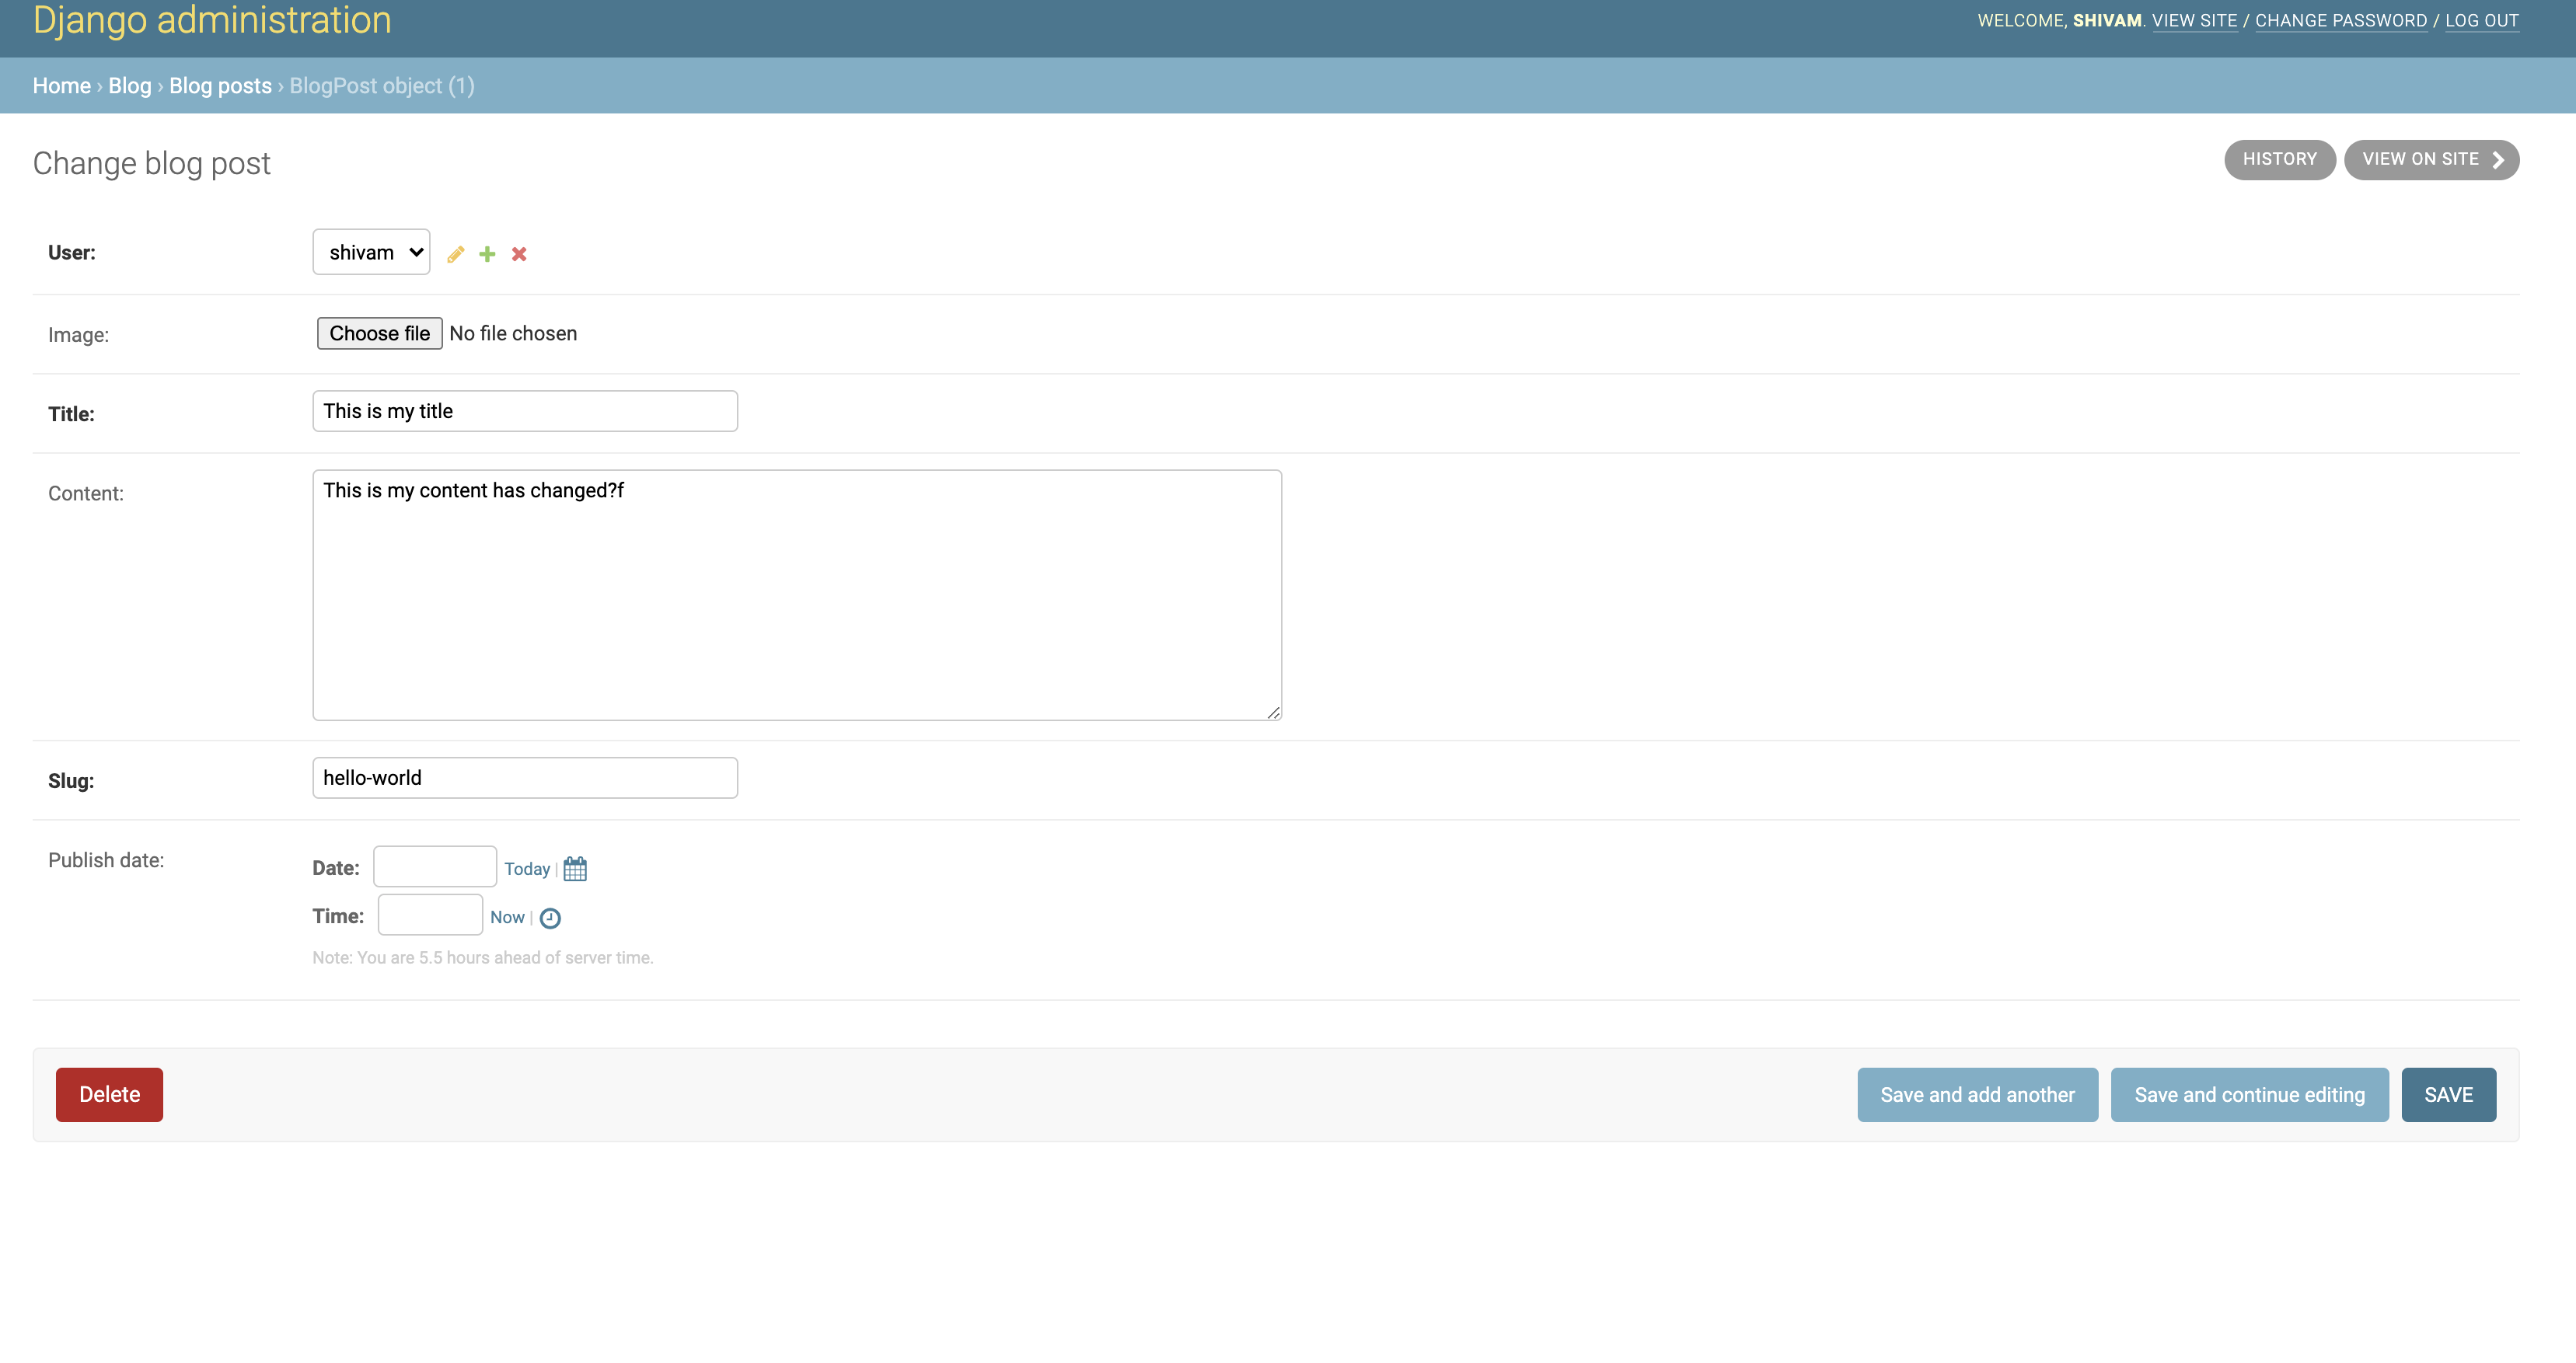 Django administration
WELCOME, SHIVAM. VIEW SITE / CHANGE PASSWORD / LOG OUT
Home › Blog › Blog posts › BlogPost object (1)
Change blog post
HISTORY
VIEW ON SITE
User:
shivam
Image:
Choose file No file chosen
Title:
This is my title
Content:
This is my content has changed?f
Slug:
hello-world
Publish date:
Date:
Today |
Time:
Now |
Note: You are 5.5 hours ahead of server time.
Delete
Save and add another
Save and continue editing
SAVE